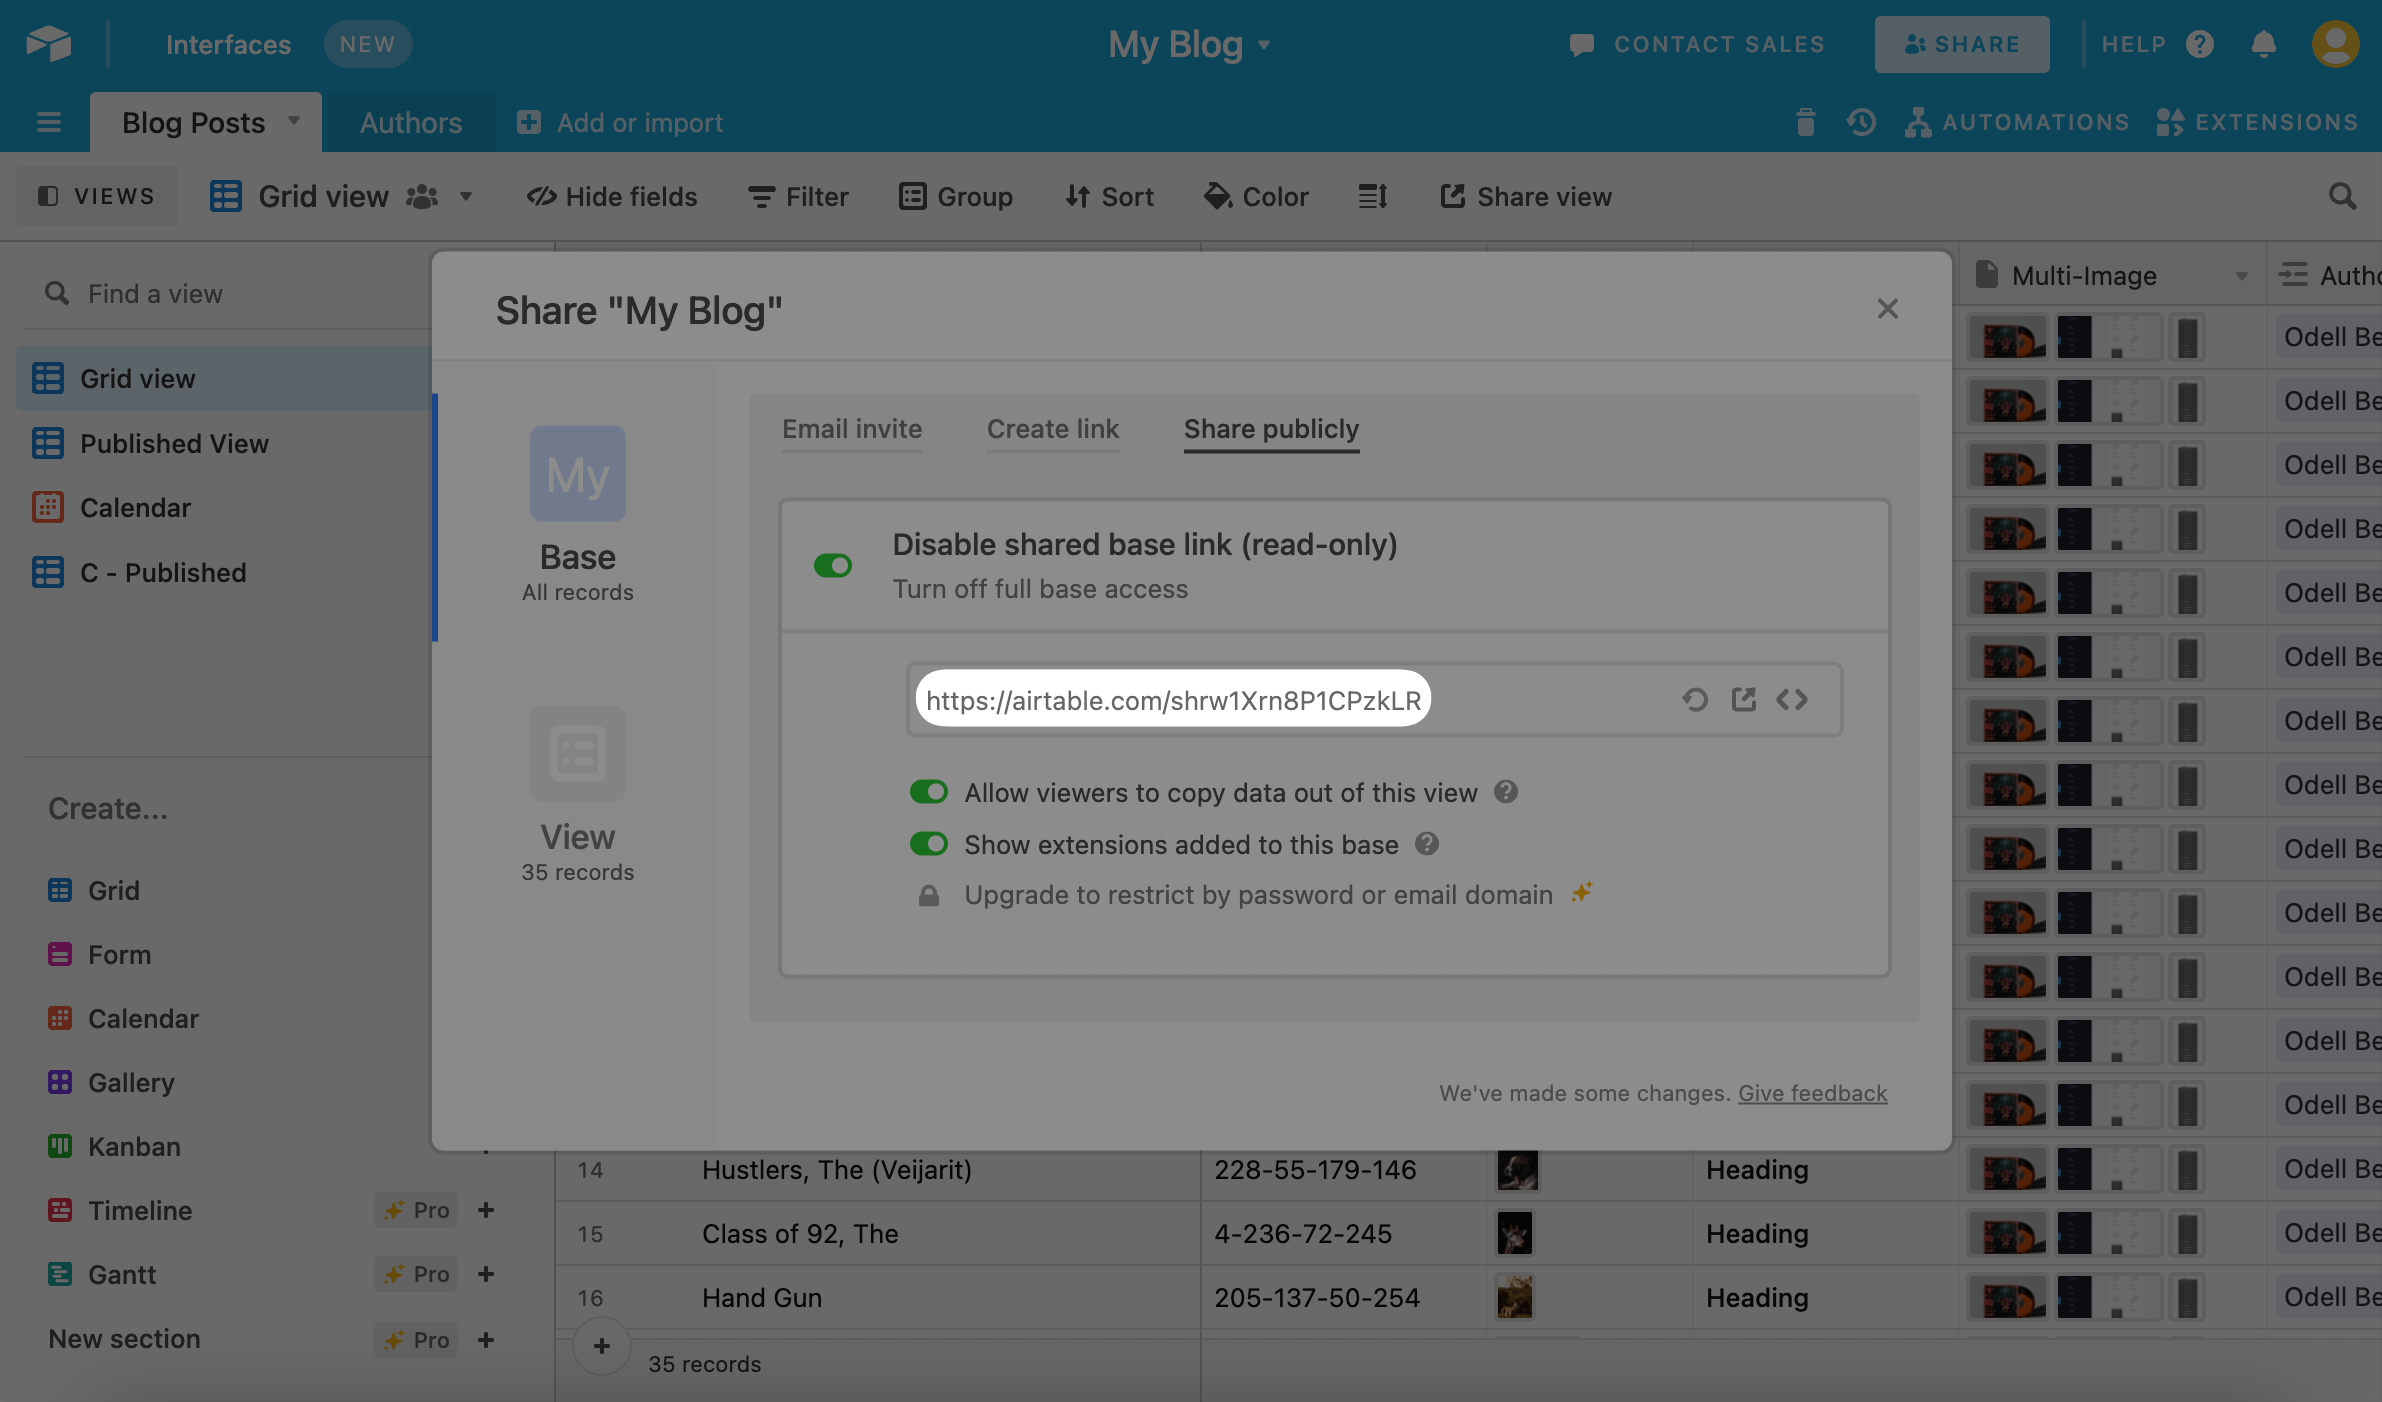 Interfaces NEW My Blog CONTACT SALES SHARE HELP
Blog Posts Authors Add or import AUTOMATIONS EXTENSIONS
VIEWS Grid view Hide fields Filter Group Sort Color Share view
Find a view
Grid view
Published View
Calendar
C - Published
Create...
Grid
Form
Calendar
Gallery
Kanban
Timeline Pro
Gantt Pro
New section Pro
Share "My Blog"
My
Base
All records
View
35 records
Email invite Create link Share publicly
Disable shared base link (read-only)
Turn off full base access
https://airtable.com/shrw1Xrn8P1CPzkLR
Allow viewers to copy data out of this view
Show extensions added to this base
Upgrade to restrict by password or email domain
We've made some changes. Give feedback
Multi-Image Autho
Odell Be
Odell Be
Odell Be
Odell Be
Odell Be
Odell Be
Odell Be
Odell Be
Odell Be
Odell Be
Odell Be
Odell Be
Odell Be
14 Hustlers, The (Veijarit) 228-55-179-146 Heading Odell Be
15 Class of 92, The 4-236-72-245 Heading Odell Be
16 Hand Gun 205-137-50-254 Heading Odell Be
35 records